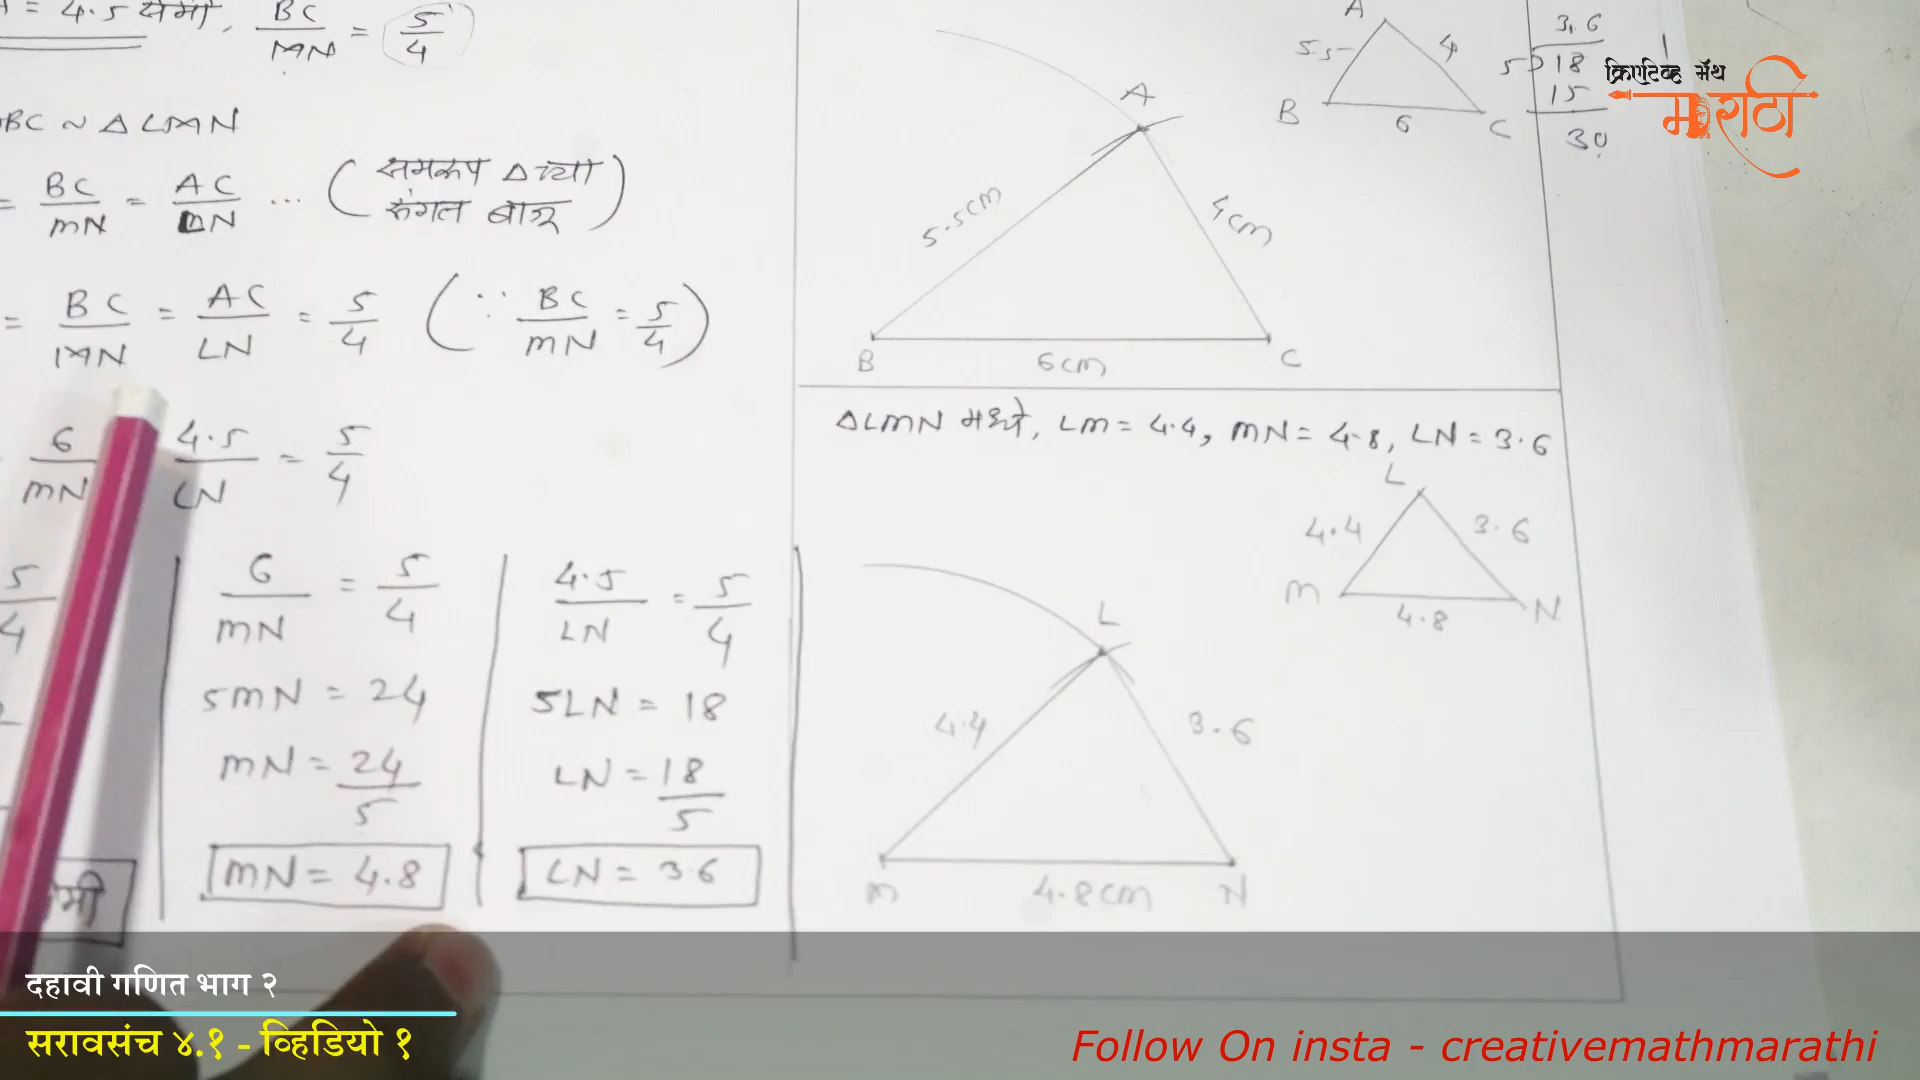 = 4.5 सेमी, BC/MN = 5/4
BC ~ Δ LMN
= BC/MN = AC/LN ... (समरूप Δ च्या संगत बाजू)
= BC/MN = AC/LN = 5/4 (∵ BC/MN = 5/4)
6/MN 4.5/LN = 5/4
5/4
6/MN = 5/4
5MN = 24
MN = 24/5
MN = 4.8
4.5/LN = 5/4
5LN = 18
LN = 18/5
LN = 3.6
A
5.5cm
4cm
B
6cm
C
A
5.5
4
B
6
C
3.6
5 18
15
30
क्रिएटिव्ह मॅथ
मराठी
ΔLMN मध्ये, LM = 4.4, MN = 4.8, LN = 3.6
L
4.4
3.6
M
4.8
N
L
4.4
3.6
M
4.8cm
N
दहावी गणित भाग २
सरावसंच ४.१ - व्हिडियो १
Follow On insta - creativemathmarathi